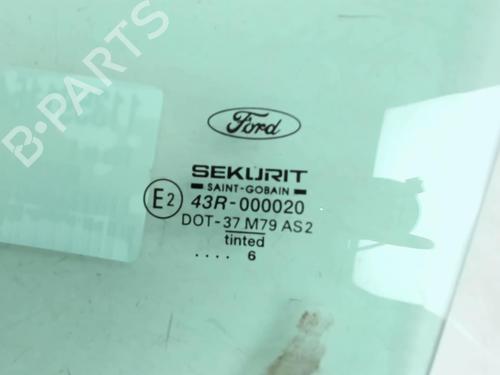 B-PARTS
Ford
SEKURIT
SAINT-GOBAIN
E2 43R-000020
DOT-37 M79 AS2
tinted
.... 6